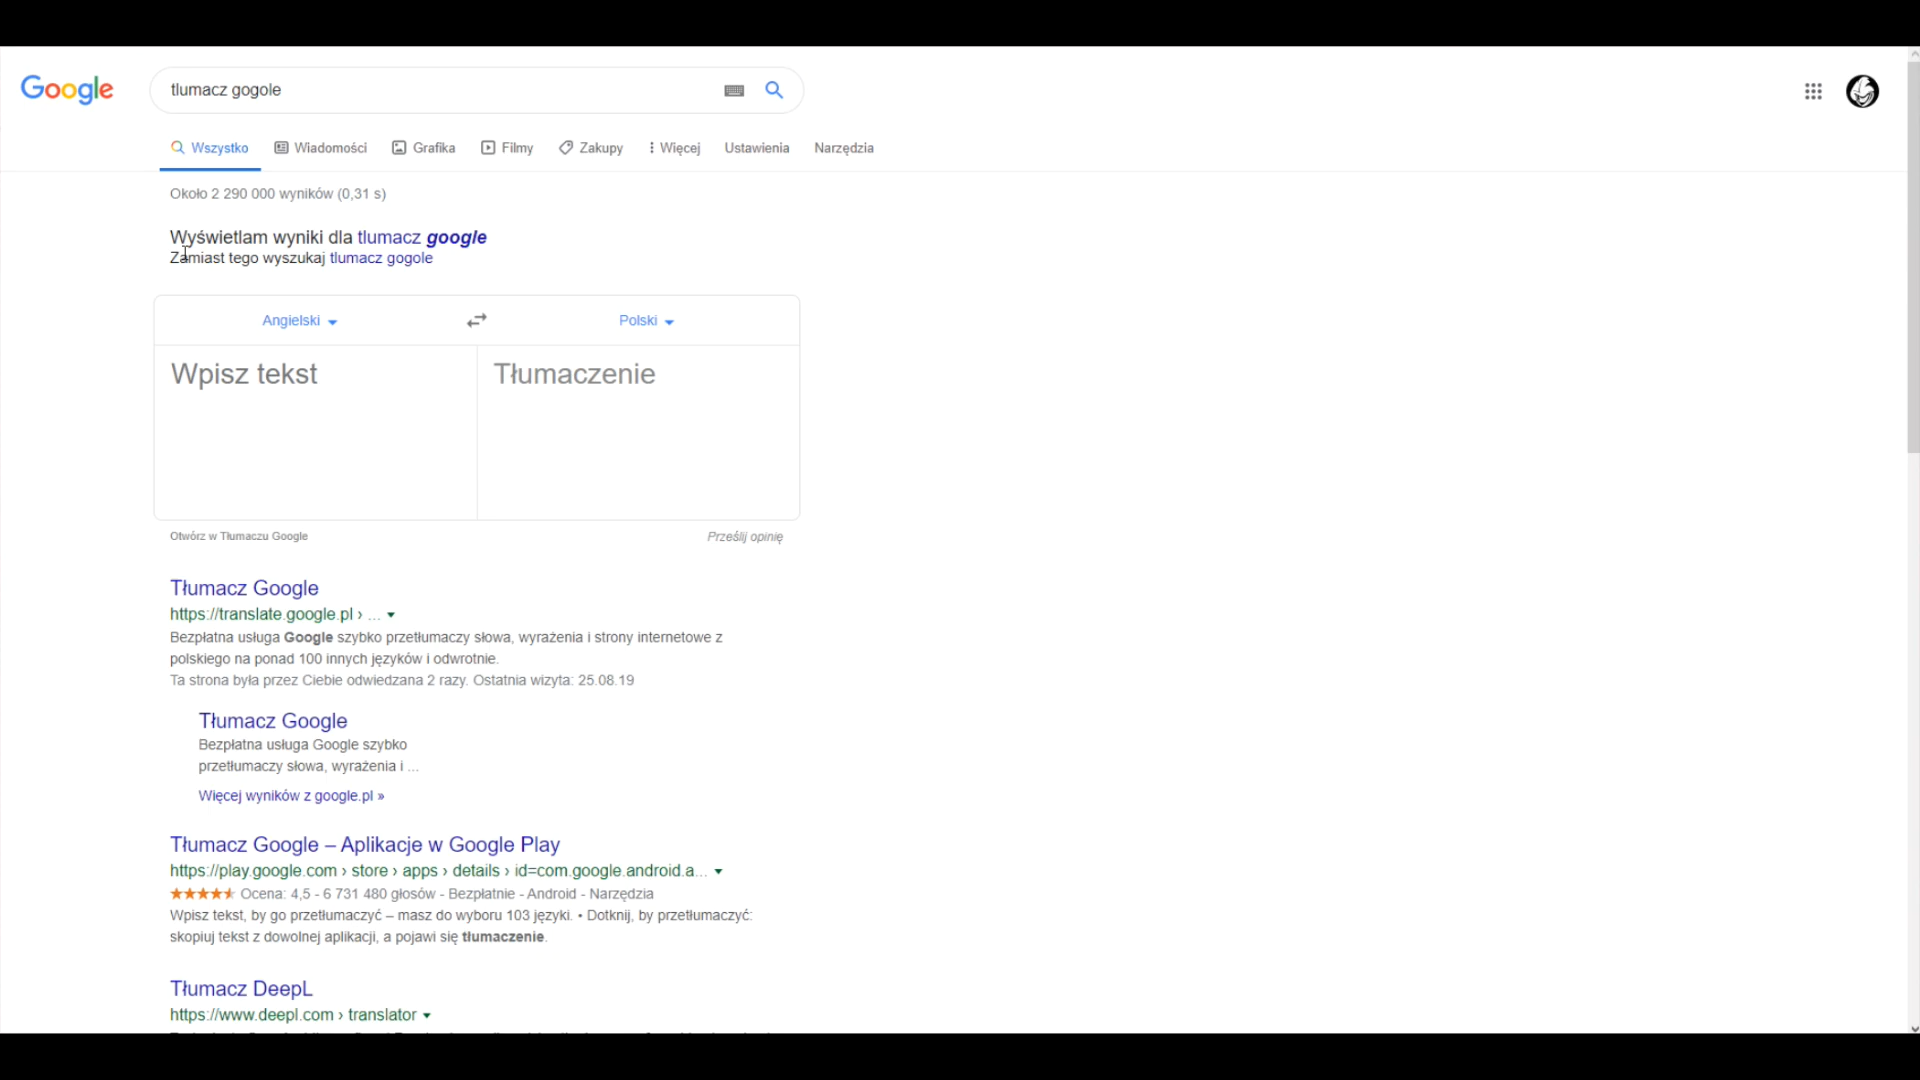 Google
tlumacz gogole
Wszystko
Wiadomości
Grafika
Filmy
Zakupy
Więcej
Ustawienia
Narzędzia
Około 2 290 000 wyników (0,31 s)
Wyświetlam wyniki dla tlumacz google
Zamiast tego wyszukaj tlumacz gogole
Angielski
Polski
Wpisz tekst
Tłumaczenie
Otwórz w Tłumaczu Google
Prześlij opinię
Tłumacz Google
https://translate.google.pl › ...
Bezpłatna usługa Google szybko przetłumaczy słowa, wyrażenia i strony internetowe z
polskiego na ponad 100 innych języków i odwrotnie.
Ta strona była przez Ciebie odwiedzana 2 razy. Ostatnia wizyta: 25.08.19
Tłumacz Google
Bezpłatna usługa Google szybko
przetłumaczy słowa, wyrażenia i ...
Więcej wyników z google.pl »
Tłumacz Google – Aplikacje w Google Play
https://play.google.com › store › apps › details › id=com.google.android.a...
Ocena: 4,5 - 6 731 480 głosów - Bezpłatnie - Android - Narzędzia
Wpisz tekst, by go przetłumaczyć – masz do wyboru 103 języki. • Dotknij, by przetłumaczyć:
skopiuj tekst z dowolnej aplikacji, a pojawi się tłumaczenie.
Tłumacz DeepL
https://www.deepl.com › translator